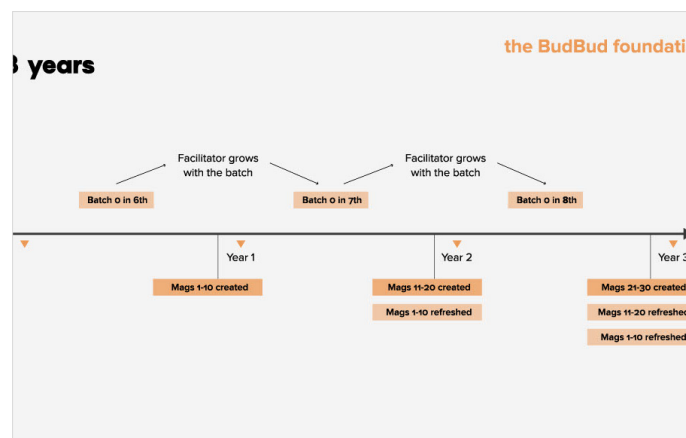 the BudBud foundati
3 years
Facilitator grows
with the batch
Facilitator grows
with the batch
Batch 0 in 6th
Batch 0 in 7th
Batch 0 in 8th
Year 1
Year 2
Year 3
Mags 1-10 created
Mags 11-20 created
Mags 21-30 created
Mags 1-10 refreshed
Mags 11-20 refreshed
Mags 1-10 refreshed